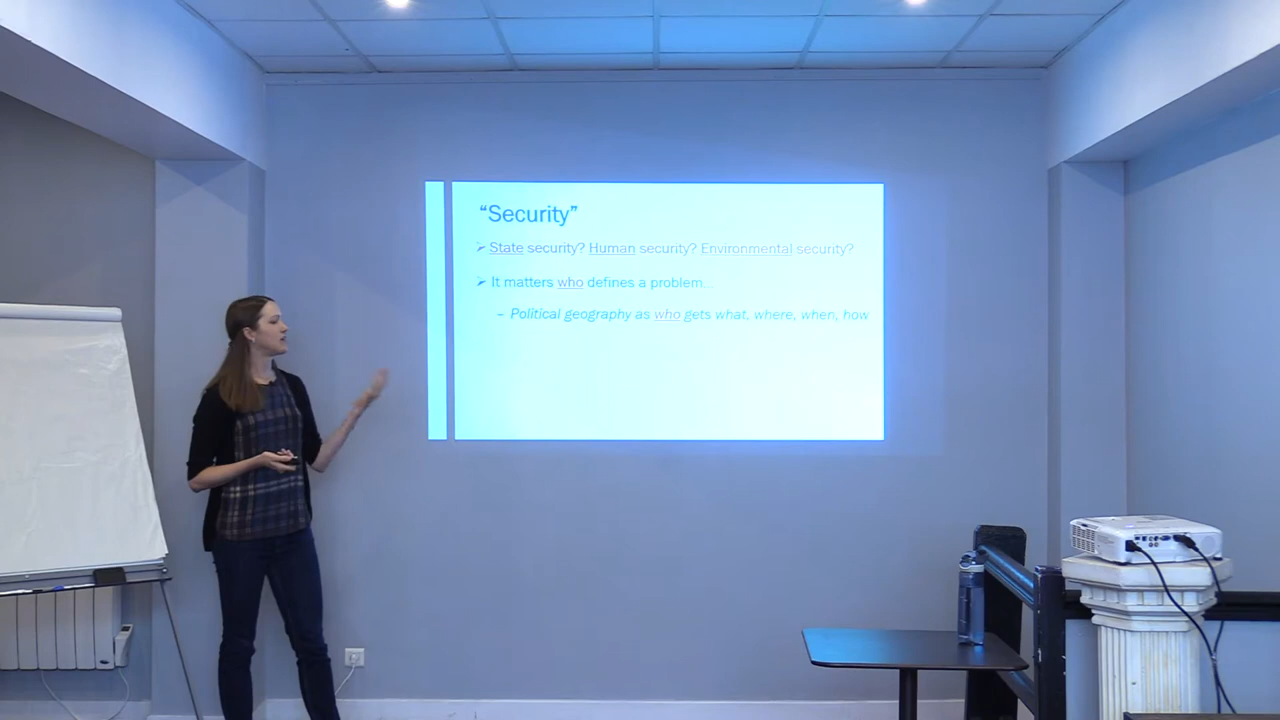 “Security”
➢ State security? Human security? Environmental security?
➢ It matters who defines a problem…
– Political geography as who gets what, where, when, how